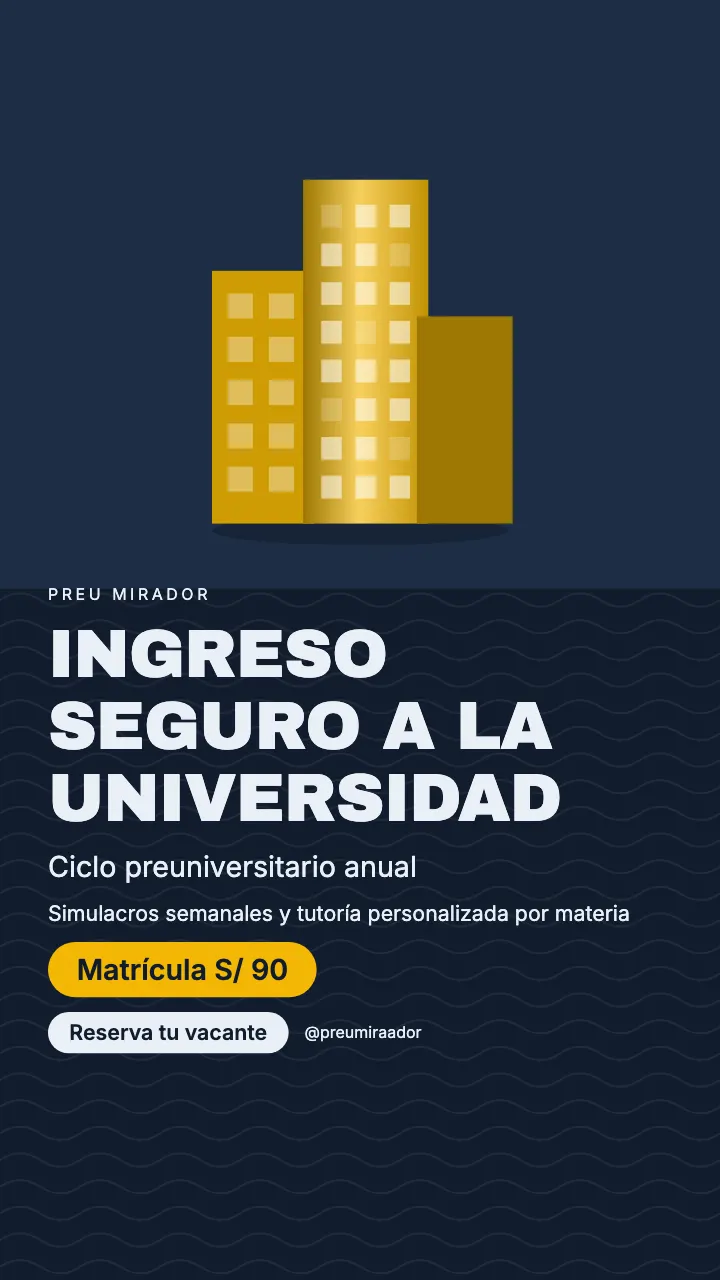 PREU MIRADOR
INGRESO
SEGURO A LA
UNIVERSIDAD
Ciclo preuniversitario anual
Simulacros semanales y tutoría personalizada por materia
Matrícula S/ 90
Reserva tu vacante @preumiraador